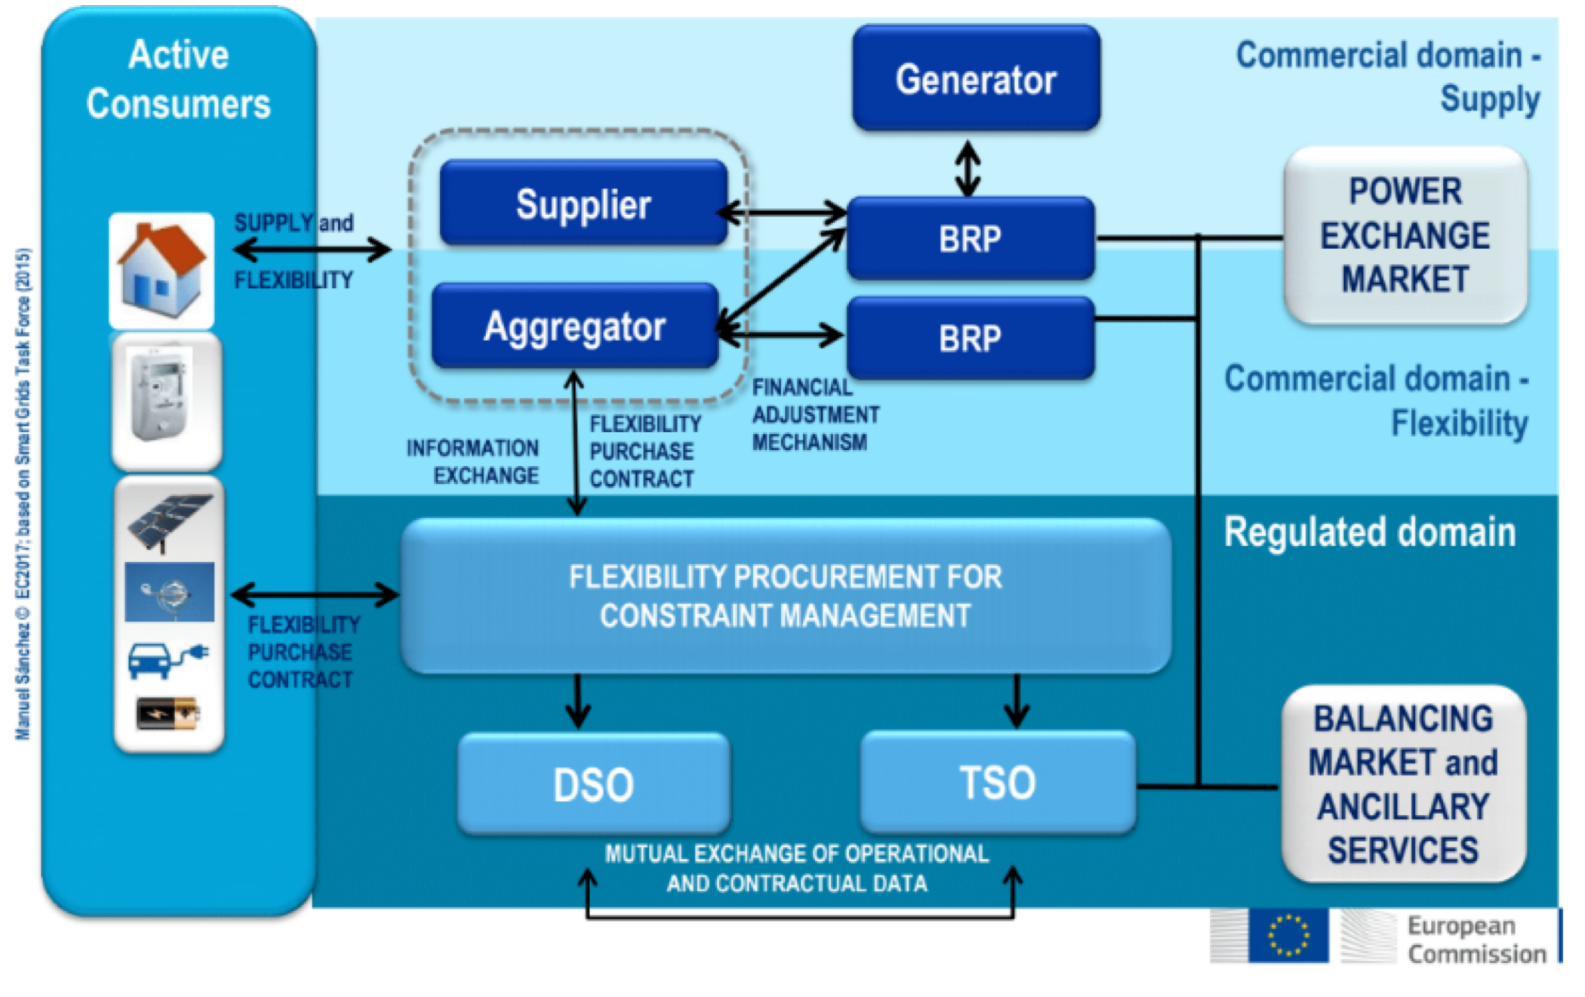 Active
Consumers
Manuel Sánchez © EC2017; based on Smart Grids Task Force (2015)
SUPPLY and
FLEXIBILITY
FLEXIBILITY
PURCHASE
CONTRACT
Generator
Commercial domain -
Supply
Supplier
BRP
POWER
EXCHANGE
MARKET
Aggregator
BRP
FINANCIAL
ADJUSTMENT
MECHANISM
Commercial domain -
Flexibility
INFORMATION
EXCHANGE
FLEXIBILITY
PURCHASE
CONTRACT
Regulated domain
FLEXIBILITY PROCUREMENT FOR
CONSTRAINT MANAGEMENT
DSO
TSO
BALANCING
MARKET and
ANCILLARY
SERVICES
MUTUAL EXCHANGE OF OPERATIONAL
AND CONTRACTUAL DATA
European
Commission